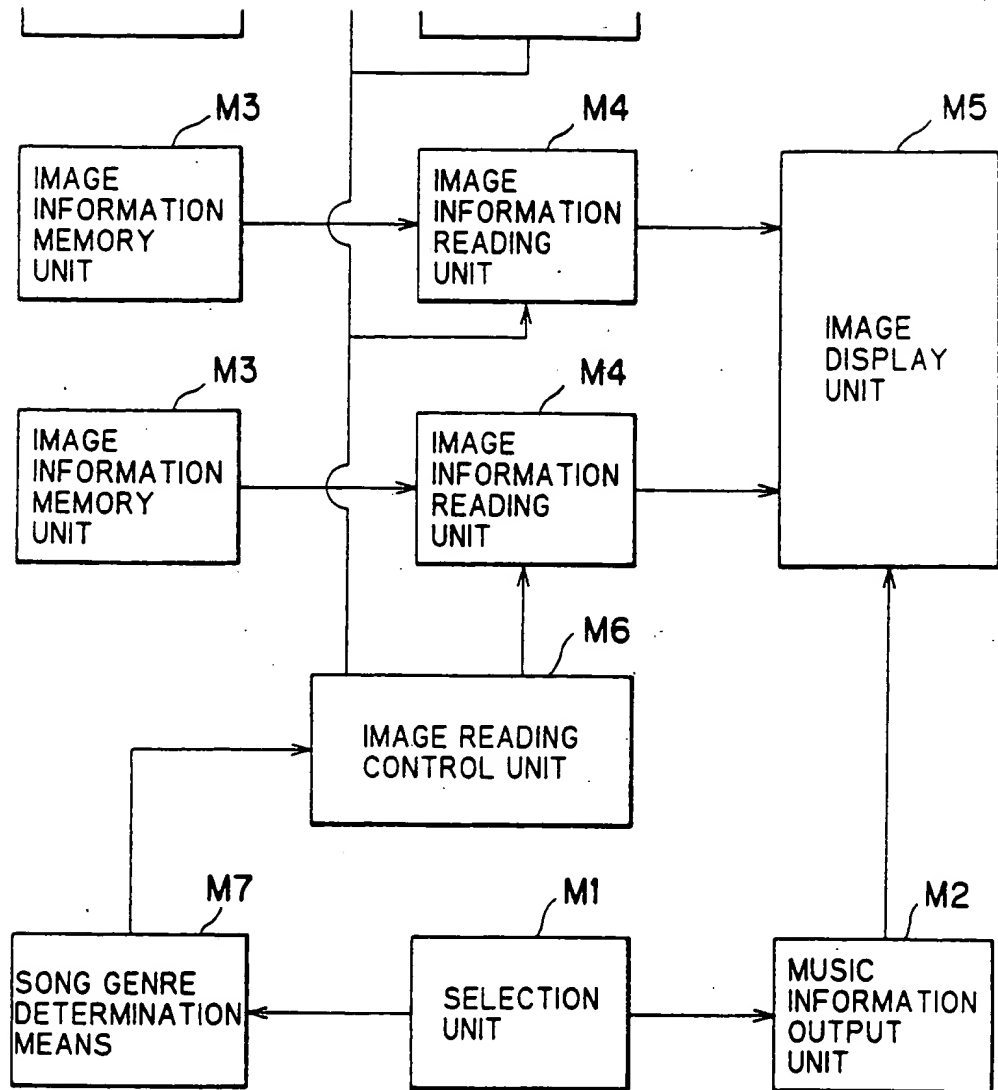 M3
M4
M5
IMAGE
INFORMATION
MEMORY
UNIT
IMAGE
INFORMATION
READING
UNIT
IMAGE
DISPLAY
UNIT
M3
M4
IMAGE
INFORMATION
MEMORY
UNIT
IMAGE
INFORMATION
READING
UNIT
M6
IMAGE READING
CONTROL UNIT
M7
M1
M2
SONG GENRE
DETERMINATION
MEANS
SELECTION
UNIT
MUSIC
INFORMATION
OUTPUT
UNIT